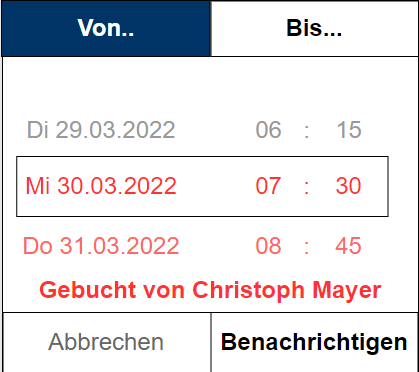 Von.. Bis...
Di 29.03.2022 06 : 15
Mi 30.03.2022 07 : 30
Do 31.03.2022 08 : 45
Gebucht von Christoph Mayer
Abbrechen Benachrichtigen